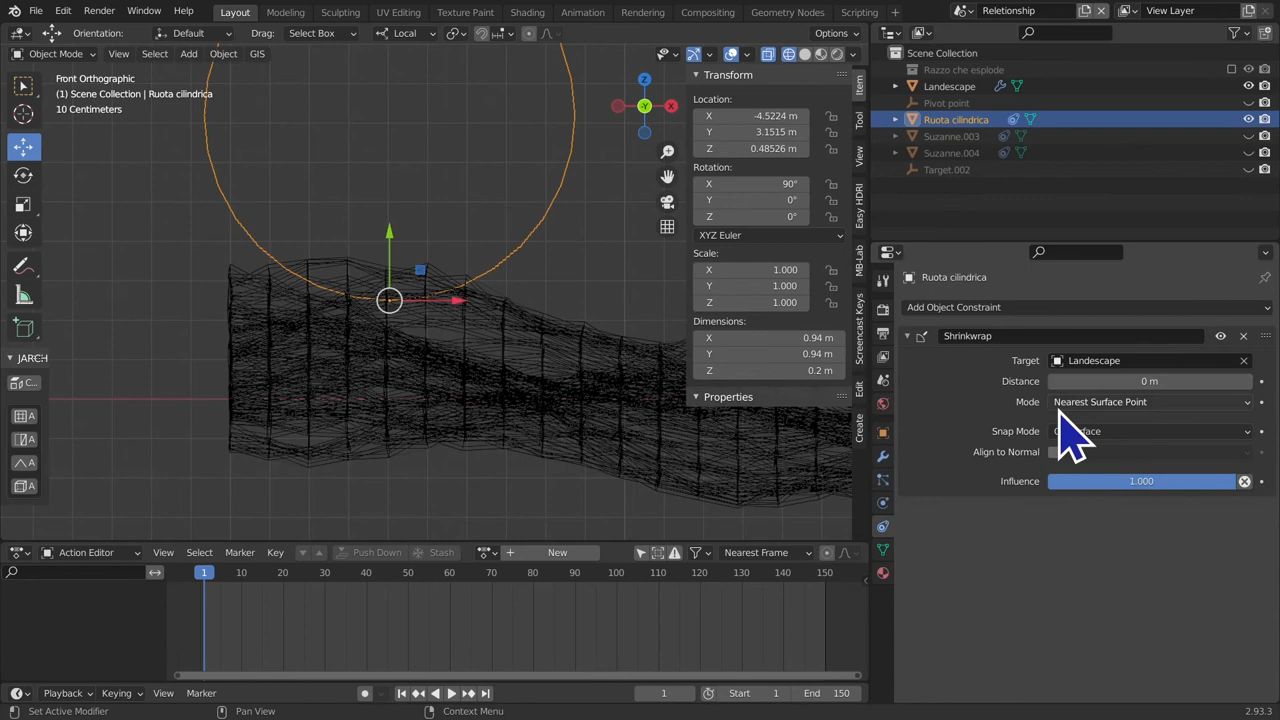 File Edit Render Window Help Layout Modeling Sculpting UV Editing Texture Paint Shading Animation Rendering Compositing Geometry Nodes Scripting + Relationship View Layer
Orientation: Default Drag: Select Box Local Options
Object Mode View Select Add Object GIS
Front Orthographic
(1) Scene Collection | Ruota cilindrica
10 Centimeters
Z
X
-Y
JARCH
C...
A
A
A
A
Transform
Location:
X -4.5224 m
Y 3.1515 m
Z 0.48526 m
Rotation:
X 90°
Y 0°
Z 0°
XYZ Euler
Scale:
X 1.000
Y 1.000
Z 1.000
Dimensions:
X 0.94 m
Y 0.94 m
Z 0.2 m
Properties
Item
Tool
View
Easy HDRI
MB-Lab
Screencast Keys
Edit
Create
Scene Collection
Razzo che esplode
Landscape
Pivot point
Ruota cilindrica
Suzanne.003
Suzanne.004
Target.002
Ruota cilindrica
Add Object Constraint
Shrinkwrap
Target Landscape
Distance 0 m
Mode Nearest Surface Point
Snap Mode
Align to Normal
Influence 1.000
Action Editor View Select Marker Key Push Down Stash New Nearest Frame
1 10 20 30 40 50 60 70 80 90 100 110 120 130 140 150
Playback Keying View Marker 1 Start 1 End 150
Set Active Modifier Pan View Context Menu 2.93.3